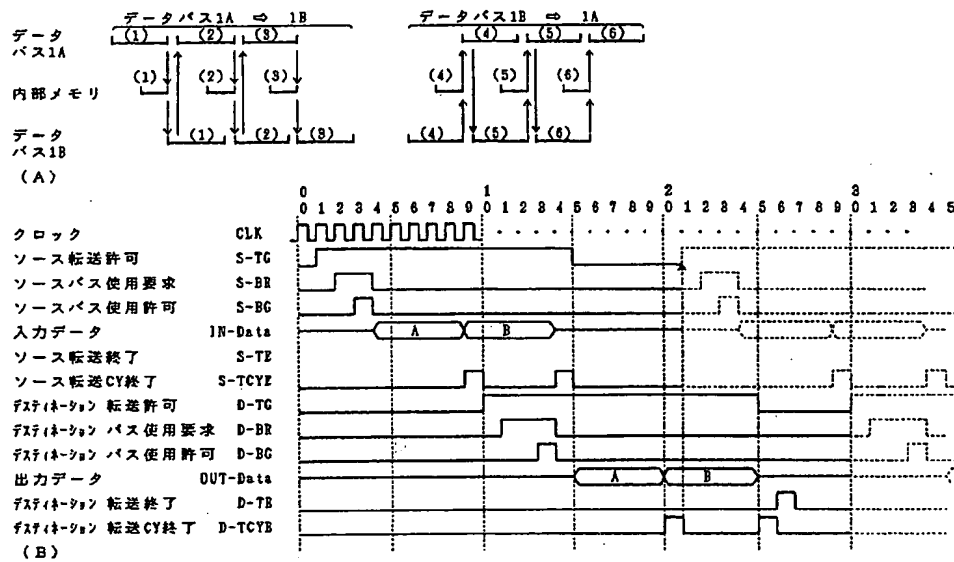 データバス1A ⇨ 1B
データバス1B ⇨ 1A
データ
バス1A
(1) (2) (3) (4) (5) (6)
内部メモリ
(1) (2) (3) (4) (5) (6)
データ
バス1B
(1) (2) (3) (4) (5) (6)
(A)
0 1 2 3
0 1 2 3 4 5 6 7 8 9 0 1 2 3 4 5 6 7 8 9 0 1 2 3 4 5 6 7 8 9 0 1 2 3 4 5
クロック CLK
ソース転送許可 S-TG
ソースバス使用要求 S-BR
ソースバス使用許可 S-BG
入力データ IN-Data A B
ソース転送終了 S-TE
ソース転送CY終了 S-TCYE
デスティネーション 転送許可 D-TG
デスティネーション バス使用要求 D-BR
デスティネーション バス使用許可 D-BG
出力データ OUT-Data A B
デスティネーション 転送終了 D-TE
デスティネーション 転送CY終了 D-TCYE
(B)